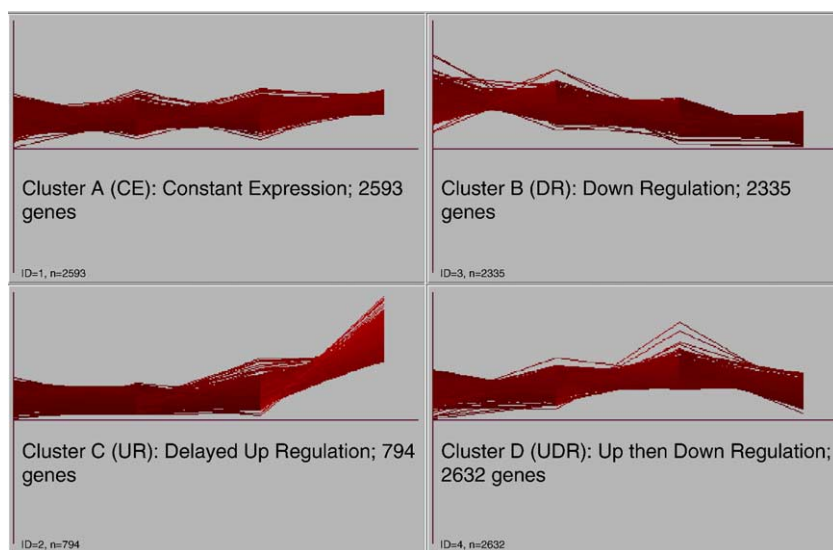 Cluster A (CE): Constant Expression; 2593
genes
ID=1, n=2593
Cluster B (DR): Down Regulation; 2335
genes
ID=3, n=2335
Cluster C (UR): Delayed Up Regulation; 794
genes
ID=2, n=794
Cluster D (UDR): Up then Down Regulation;
2632 genes
ID=4, n=2632